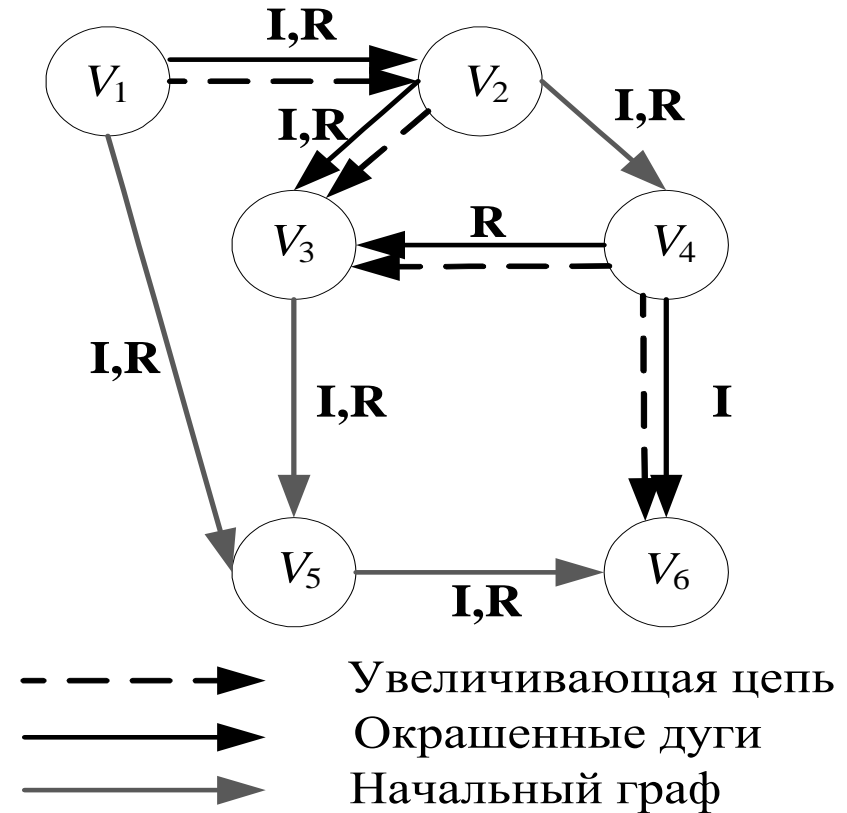 I,R
V1
V2
I,R
I,R
V3
R
V4
I,R
I,R
I
V5
I,R
V6
Увеличивающая цепь
Окрашенные дуги
Начальный граф